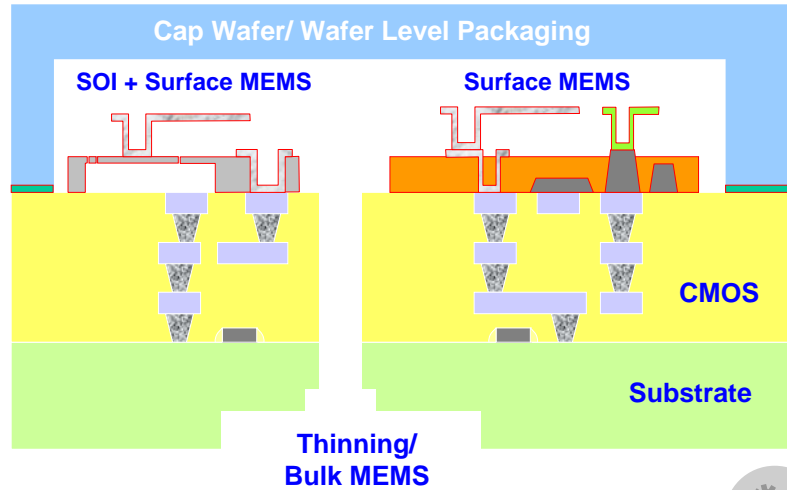 Cap Wafer/ Wafer Level Packaging
SOI + Surface MEMS
Surface MEMS
CMOS
Substrate
Thinning/
Bulk MEMS